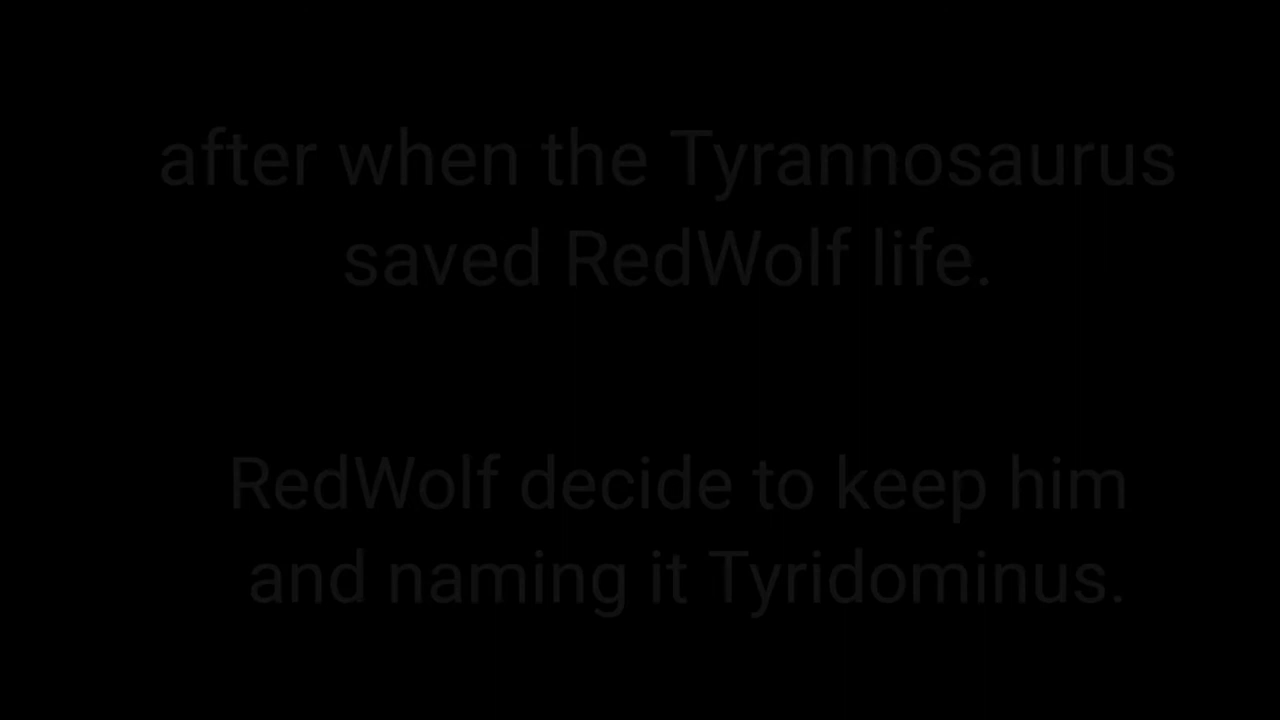 after when the Tyrannosaurus
saved RedWolf life.
RedWolf decide to keep him
and naming it Tyridominus.